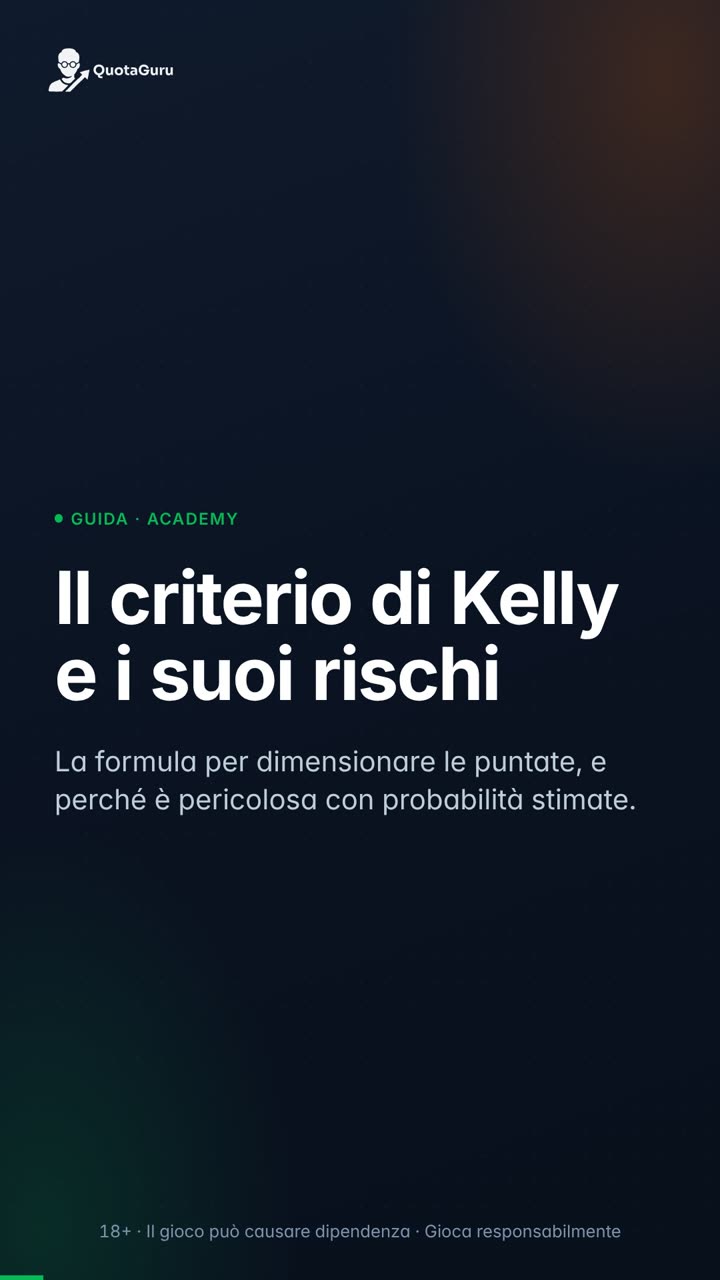 QuotaGuru
GUIDA · ACADEMY
Il criterio di Kelly
e i suoi rischi
La formula per dimensionare le puntate, e
perché è pericolosa con probabilità stimate.
18+ · Il gioco può causare dipendenza · Gioca responsabilmente